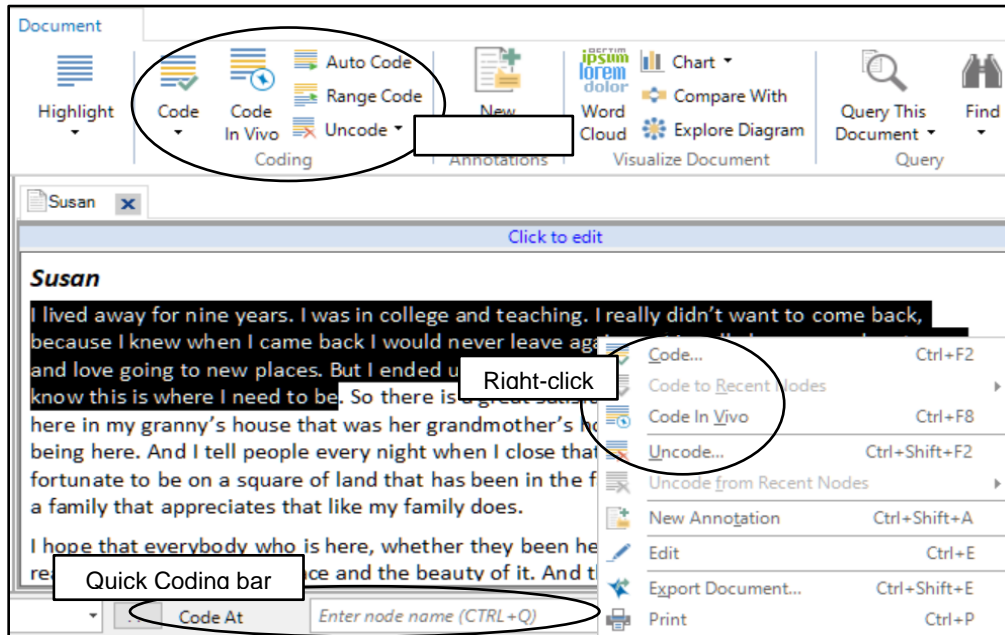 Document
Highlight
Code
Code
In Vivo
Auto Code
Range Code
Uncode
Coding
New
Annotations
ipsum
lorem
dolor
Word
Cloud
Chart
Compare With
Explore Diagram
Visualize Document
Query This
Document
Find
Query
Susan
Click to edit
Susan
I lived away for nine years. I was in college and teaching. I really didn't want to come back,
because I knew when I came back I would never leave aga
and love going to new places. But I ended u
know this is where I need to be. So there is a great
here in my granny's house that was her grandmother's
being here. And I tell people every night when I close that
fortunate to be on a square of land that has been in the f
a family that appreciates that like my family does.
I hope that everybody who is here, whether they been he
rea ce and the beauty of it. And th
Right-click
Code... Ctrl+F2
Code to Recent Nodes
Code In Vivo Ctrl+F8
Uncode... Ctrl+Shift+F2
Uncode from Recent Nodes
New Annotation Ctrl+Shift+A
Edit Ctrl+E
Export Document... Ctrl+Shift+E
Print Ctrl+P
Quick Coding bar
Code At
Enter node name (CTRL+Q)